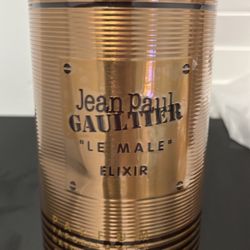 Jean Paul
GAULTIER
"LE MALE"
ELIXIR